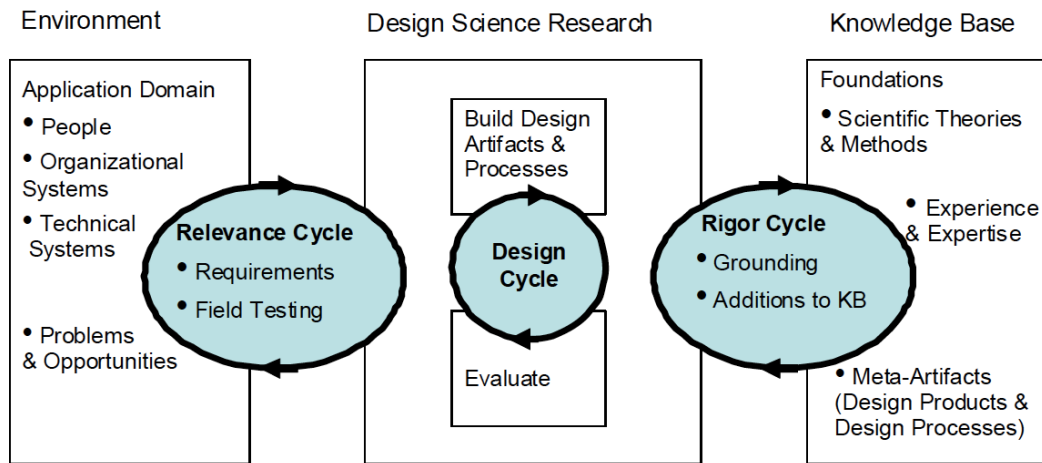 Environment
Design Science Research
Knowledge Base
Application Domain
• People
• Organizational
Systems
• Technical
Systems
• Problems
& Opportunities
Relevance Cycle
• Requirements
• Field Testing
Build Design
Artifacts &
Processes
Design
Cycle
Evaluate
Rigor Cycle
• Grounding
• Additions to KB
Foundations
• Scientific Theories
& Methods
• Experience
& Expertise
• Meta-Artifacts
(Design Products &
Design Processes)